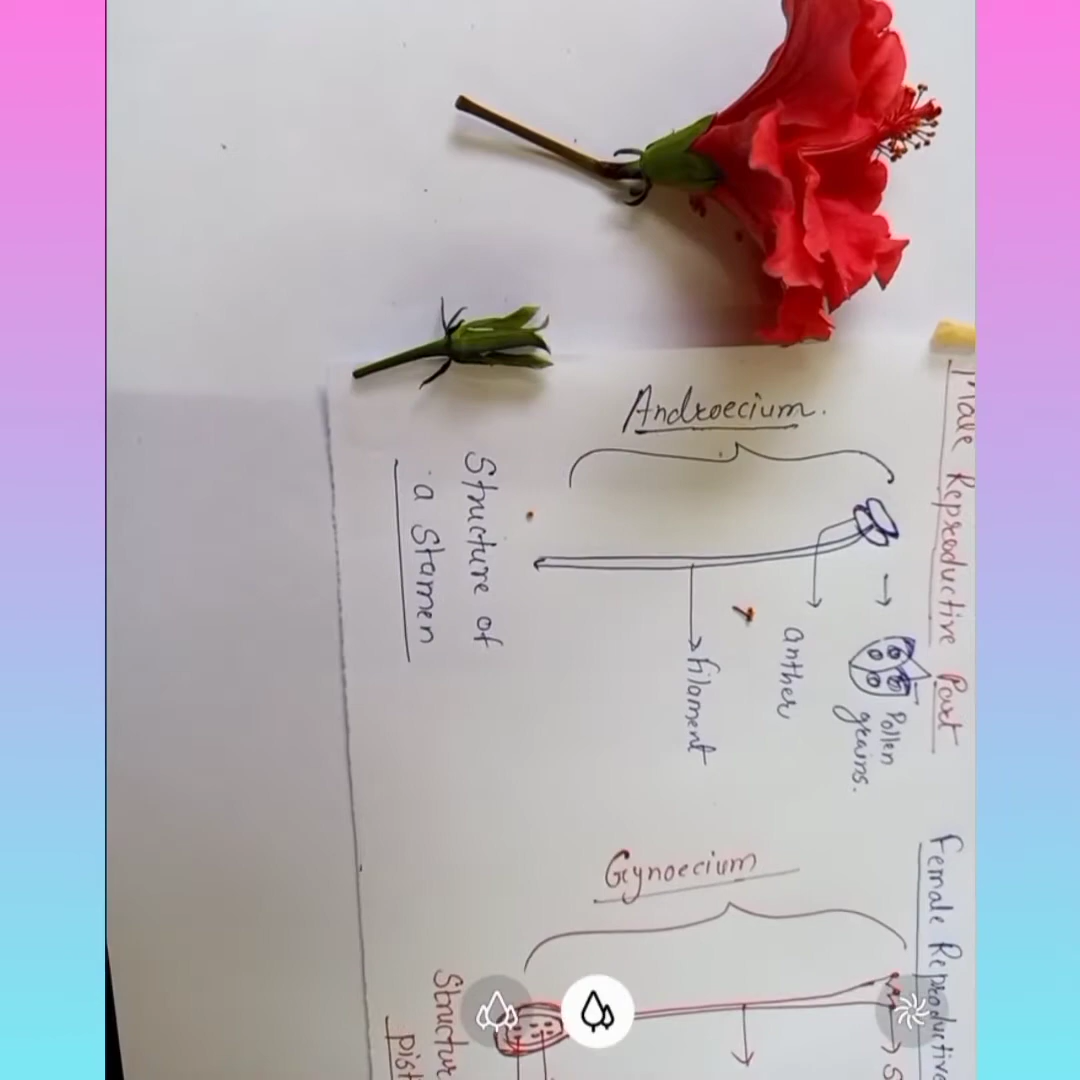 Male Reproductive Part
Androecium.
Pollen
grains.
anther
filament
Structure of
a Stamen
Female Reproductive
Gynoecium